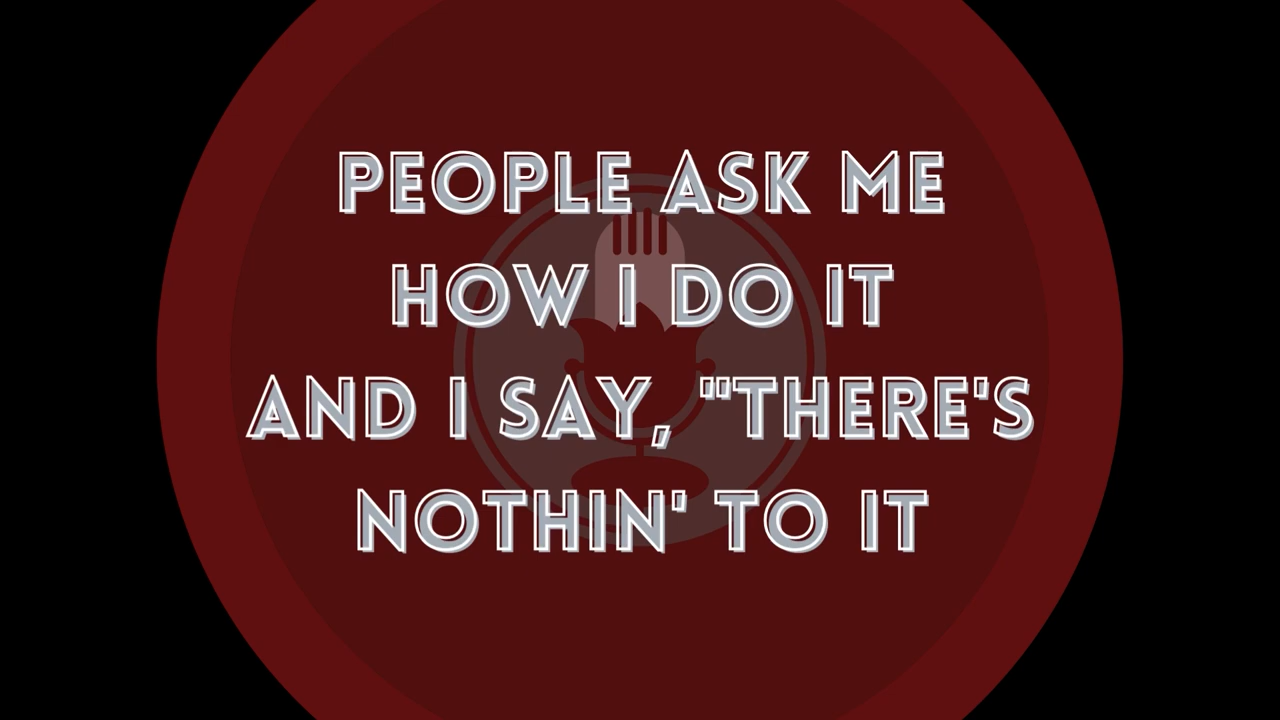 PEOPLE ASK ME
HOW I DO IT
AND I SAY, "THERE'S
NOTHIN' TO IT